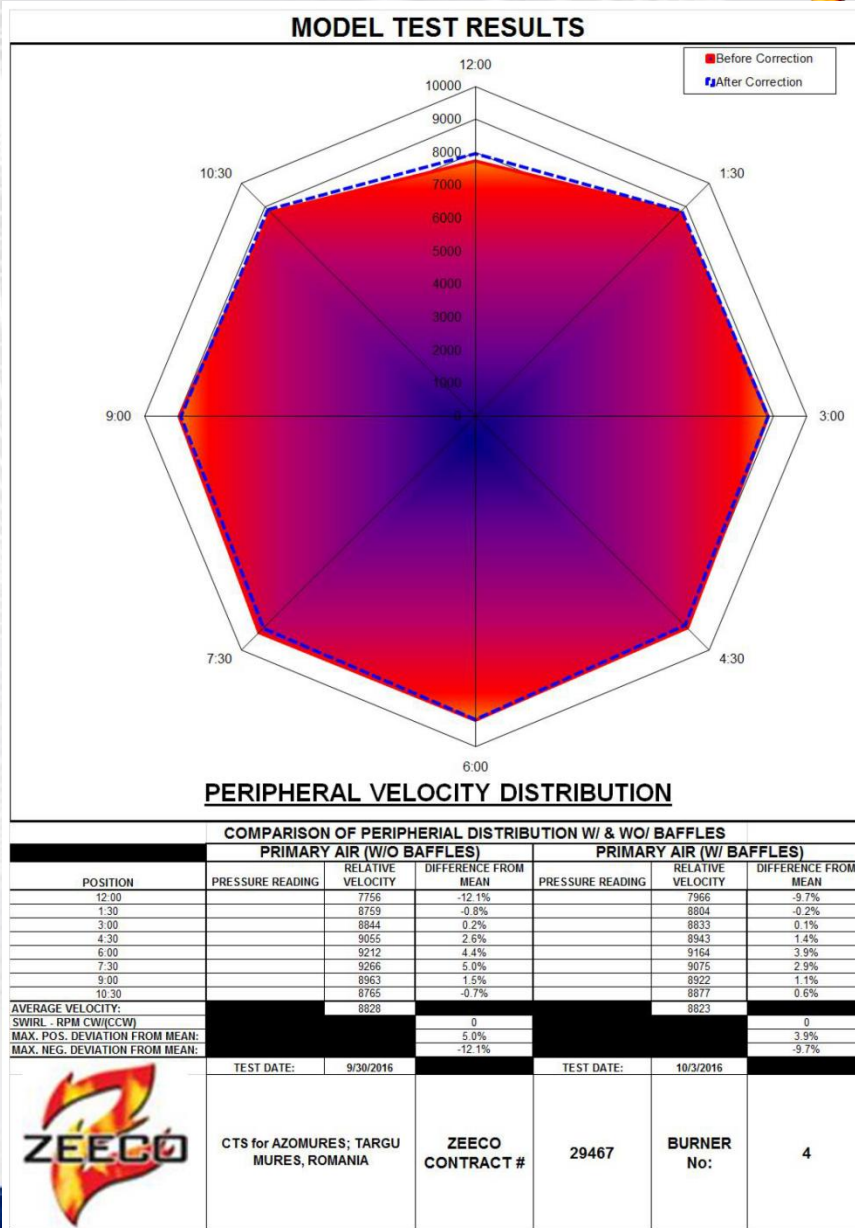 MODEL TEST RESULTS
Before Correction
After Correction
12:00
1:30
3:00
4:30
6:00
7:30
9:00
10:30
10000
9000
8000
7000
6000
5000
4000
3000
2000
1000
0
PERIPHERAL VELOCITY DISTRIBUTION
COMPARISON OF PERIPHERIAL DISTRIBUTION W/ & WO/ BAFFLES
PRIMARY AIR (W/O BAFFLES) PRIMARY AIR (W/ BAFFLES)
POSITION PRESSURE READING RELATIVE VELOCITY DIFFERENCE FROM MEAN PRESSURE READING RELATIVE VELOCITY DIFFERENCE FROM MEAN
12:00 7756 -12.1% 7966 -9.7%
1:30 8759 -0.8% 8804 -0.2%
3:00 8844 0.2% 8833 0.1%
4:30 9055 2.6% 8943 1.4%
6:00 9212 4.4% 9164 3.9%
7:30 9266 5.0% 9075 2.9%
9:00 8963 1.5% 8922 1.1%
10:30 8765 -0.7% 8877 0.6%
AVERAGE VELOCITY: 8828 8823
SWIRL - RPM CW/(CCW) 0 0
MAX. POS. DEVIATION FROM MEAN: 5.0% 3.9%
MAX. NEG. DEVIATION FROM MEAN: -12.1% -9.7%
TEST DATE: 9/30/2016 TEST DATE: 10/3/2016
ZEECO
CTS for AZOMURES; TARGU
MURES, ROMANIA
ZEECO
CONTRACT #
29467
BURNER
No:
4